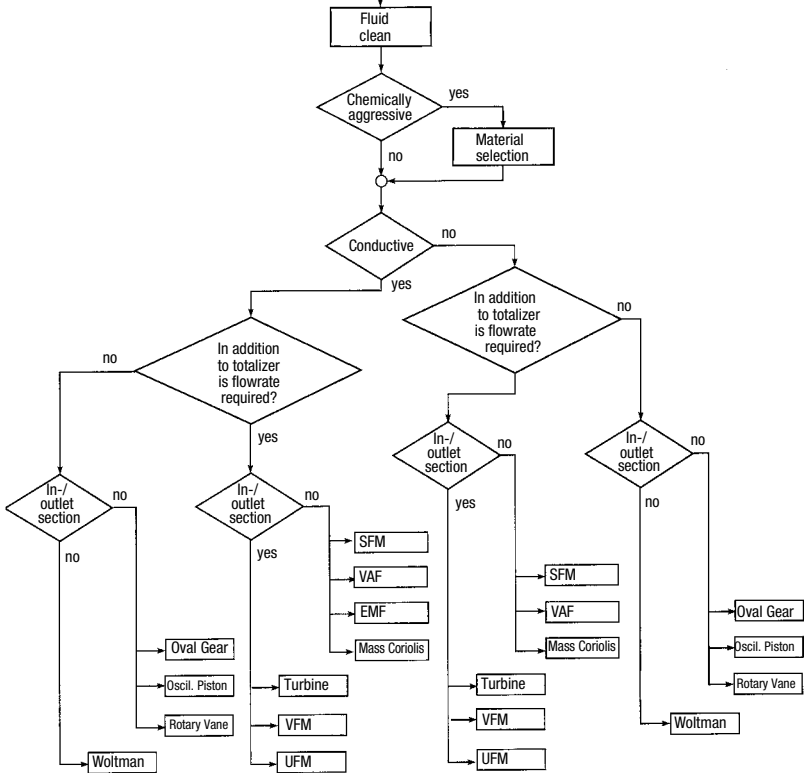 Fluid
clean
Chemically
aggressive
yes
Material
selection
no
Conductive
no
yes
In addition
to totalizer
is flowrate
required?
no
In addition
to totalizer
is flowrate
required?
no
yes
In-/
outlet
section
no
yes
In-/
outlet
section
no
no
In-/
outlet
section
no
no
In-/
outlet
section
no
yes
SFM
VAF
EMF
Mass Coriolis
SFM
VAF
Mass Coriolis
Oval Gear
Oscil. Piston
Rotary Vane
Oval Gear
Oscil. Piston
Rotary Vane
Woltman
Turbine
VFM
UFM
Turbine
VFM
UFM
Woltman